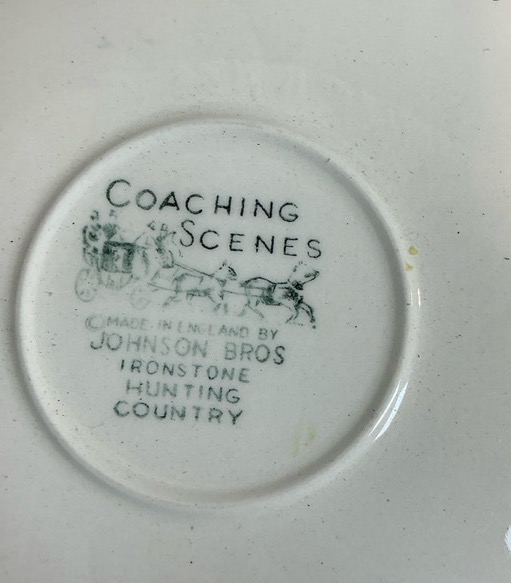 COACHING
SCENES
© MADE IN ENGLAND BY
JOHNSON BROS
IRONSTONE
HUNTING
COUNTRY